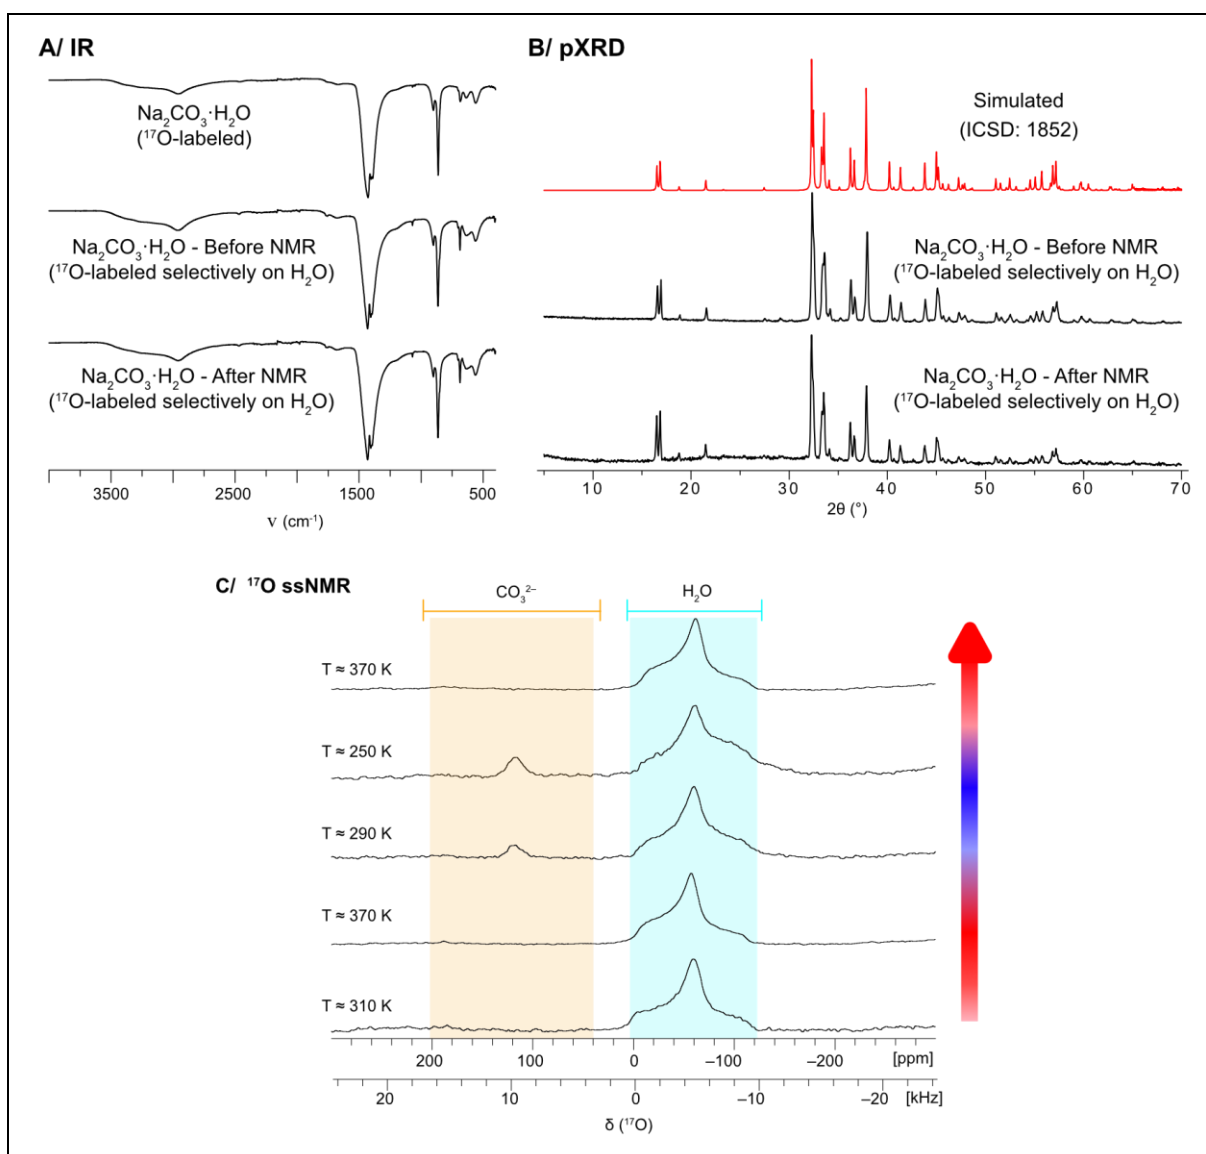 A/ IR
Na₂CO₃·H₂O
(¹⁷O-labeled)
Na₂CO₃·H₂O - Before NMR
(¹⁷O-labeled selectively on H₂O)
Na₂CO₃·H₂O - After NMR
(¹⁷O-labeled selectively on H₂O)
3500 2500 1500 500
ν (cm⁻¹)
B/ pXRD
Simulated
(ICSD: 1852)
Na₂CO₃·H₂O - Before NMR
(¹⁷O-labeled selectively on H₂O)
Na₂CO₃·H₂O - After NMR
(¹⁷O-labeled selectively on H₂O)
10 20 30 40 50 60 70
2θ (°)
C/ ¹⁷O ssNMR
CO₃²⁻ H₂O
T ≈ 370 K
T ≈ 250 K
T ≈ 290 K
T ≈ 370 K
T ≈ 310 K
200 100 0 –100 –200 [ppm]
20 10 0 –10 –20 [kHz]
δ (¹⁷O)